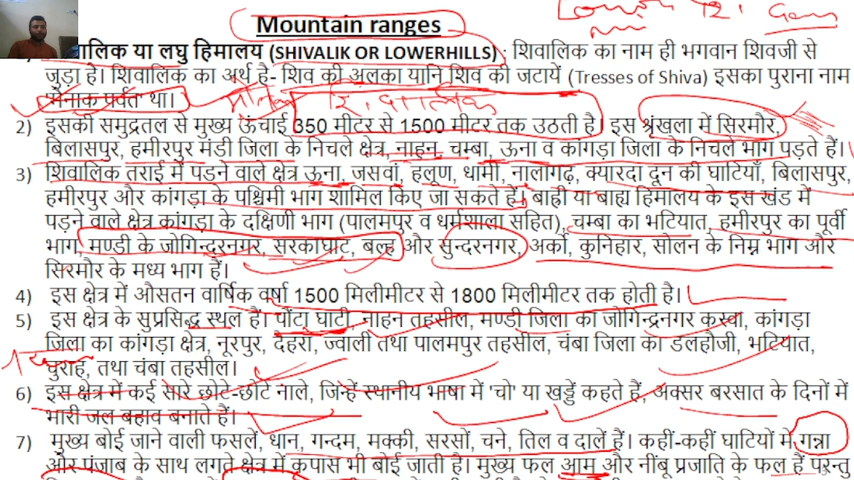 Mountain ranges
वालिक या लघु हिमालय (SHIVALIK OR LOWERHILLS) : शिवालिक का नाम ही भगवान शिवजी से
जुड़ा है। शिवालिक का अर्थ है- शिव की अलका यानि शिव की जटायें (Tresses of Shiva) इसका पुराना नाम
मैनाक पर्वत' था।
2) इसकी समुद्रतल से मुख्य ऊंचाई 350 मीटर से 1500 मीटर तक उठती है। इस श्रृंखला में सिरमौर,
बिलासपुर, हमीरपुर मंडी जिला के निचले क्षेत्र, नाहन, चम्बा, ऊना व कांगड़ा जिला के निचले भाग पड़ते हैं।
3) शिवालिक तराई में पडने वाले क्षेत्र ऊना, जसवां, हलूण, धामी, नालागढ़, क्यारदा दून की घाटियाँ, बिलासपुर,
हमीरपुर और कांगड़ा के पश्चिमी भाग शामिल किए जा सकते हैं। बाहरी या बाह्य हिमालय के इस खंड में
पड़ने वाले क्षेत्र कांगड़ा के दक्षिणी भाग (पालमपुर व धर्मशाला सहित), चम्बा का भटियात, हमीरपुर का पूर्वी
भाग, मण्डी के जोगिन्दरनगर, सरकाघाट, बल्ह और सुन्दरनगर, अर्की, कुनिहार, सोलन के निम्न भाग और
सिरमौर के मध्य भाग हैं।
4) इस क्षेत्र में औसतन वार्षिक वर्षा 1500 मिलीमीटर से 1800 मिलीमीटर तक होती है।
5) इस क्षेत्र के सुप्रसिद्ध स्थल हैं। पोंटा घाटी, नाहन तहसील, मण्डी जिला का जोगिन्द्रनगर कस्बा, कांगड़ा
जिला का कांगड़ा क्षेत्र, नूरपुर, देहरा, ज्वाली तथा पालमपुर तहसील, चंबा जिला का डलहौजी, भटियात,
चुराह, तथा चंबा तहसील।
6) इस क्षेत्र में कई सारे छोटे-छोटे नाले, जिन्हें स्थानीय भाषा में 'चो' या खड्डें कहते हैं, अक्सर बरसात के दिनों में
भारी जल बहाव बनाते हैं।
7) मुख्य बोई जाने वाली फसलें, धान, गन्दम, मक्की, सरसों, चने, तिल व दालें हैं। कहीं-कहीं घाटियों में गन्ना
और पंजाब के साथ लगते क्षेत्र में कपास भी बोई जाती है। मुख्य फल आम और नींबू प्रजाति के फल हैं परन्तु